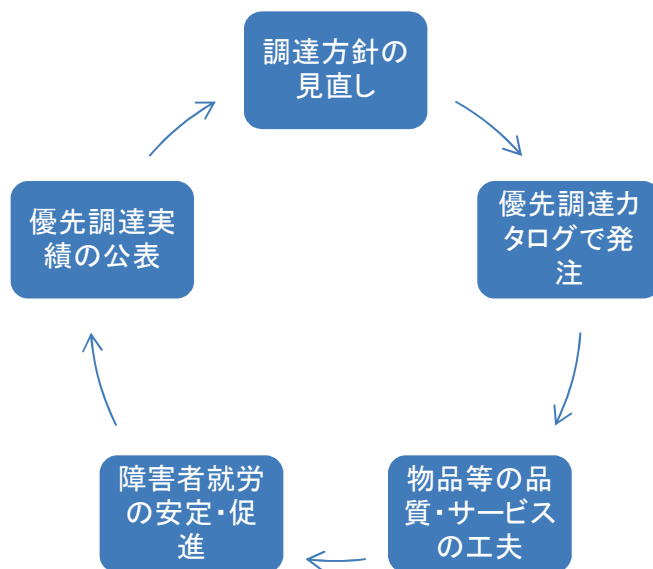 調達方針の
見直し
優先調達カ
タログで発
注
物品等の品
質・サービス
の工夫
障害者就労
の安定・促
進
優先調達実
績の公表